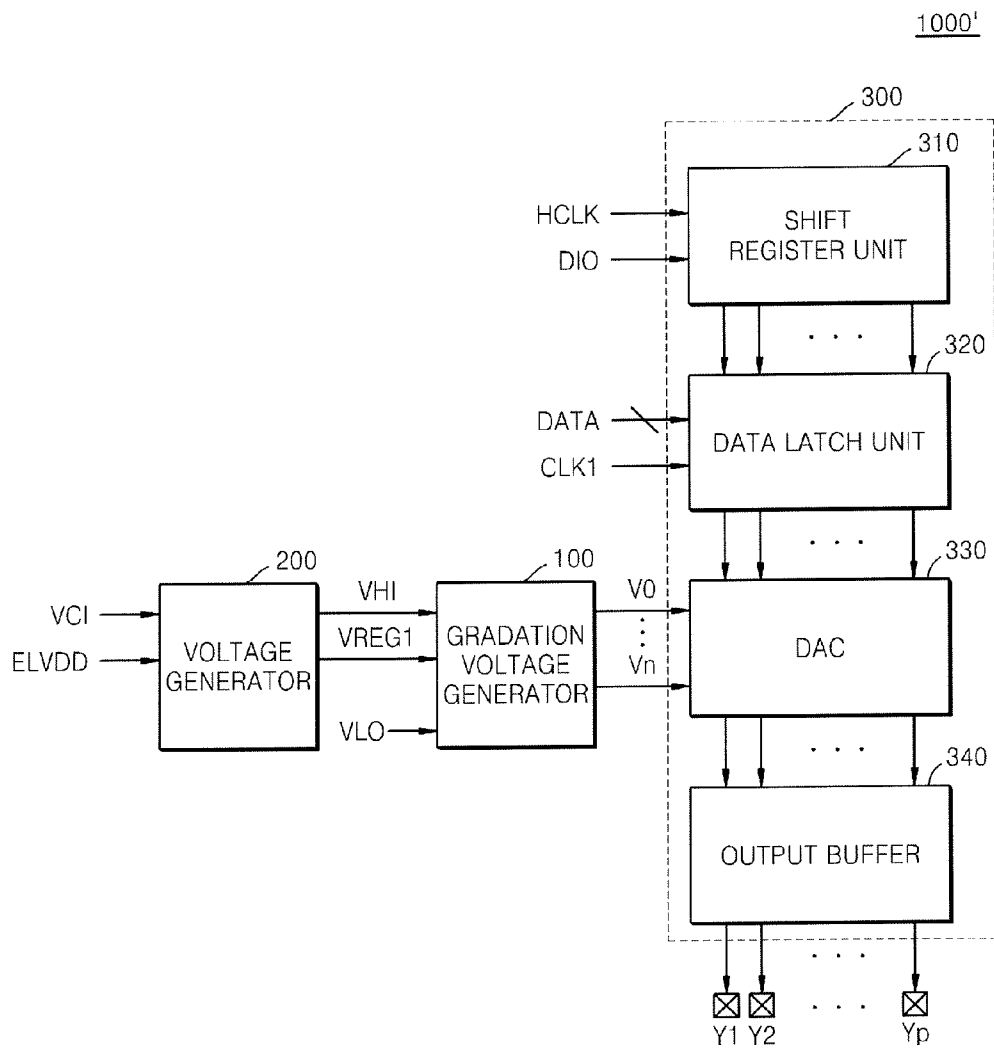 1000'
300
310
HCLK
SHIFT
REGISTER UNIT
DIO
. . .
320
DATA
DATA LATCH UNIT
CLK1
. . .
330
200
100
VCI
VHI
V0
VOLTAGE
GENERATOR
VREG1
GRADATION
VOLTAGE
GENERATOR
DAC
ELVDD
Vn
VLO
. . .
340
OUTPUT BUFFER
. . .
. . .
Y1
Y2
Yp